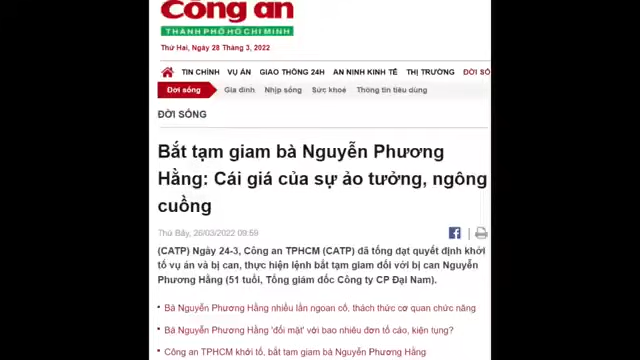 Công an
THÀNH PHỐ HỒ CHÍ MINH
Thứ Hai, Ngày 28 Tháng 3, 2022
TIN CHÍNH VỤ ÁN GIAO THÔNG 24H AN NINH KINH TẾ THỊ TRƯỜNG ĐỜI SỐ
Đời sống Gia đình Nhịp sống Sức khoẻ Thông tin tiêu dùng
ĐỜI SỐNG
Bắt tạm giam bà Nguyễn Phương
Hằng: Cái giá của sự ảo tưởng, ngông
cuồng
Thứ Bảy, 26/03/2022 09:59
(CATP) Ngày 24-3, Công an TPHCM (CATP) đã tống đạt quyết định khởi
tố vụ án và bị can, thực hiện lệnh bắt tạm giam đối với bị can Nguyễn
Phương Hằng (51 tuổi, Tổng giám đốc Công ty CP Đại Nam).
Bà Nguyễn Phương Hằng nhiều lần ngoan cố, thách thức cơ quan chức năng
Bà Nguyễn Phương Hằng 'đối mặt' với bao nhiêu đơn tố cáo, kiện tụng?
Công an TPHCM khởi tố, bắt tạm giam bà Nguyễn Phương Hằng